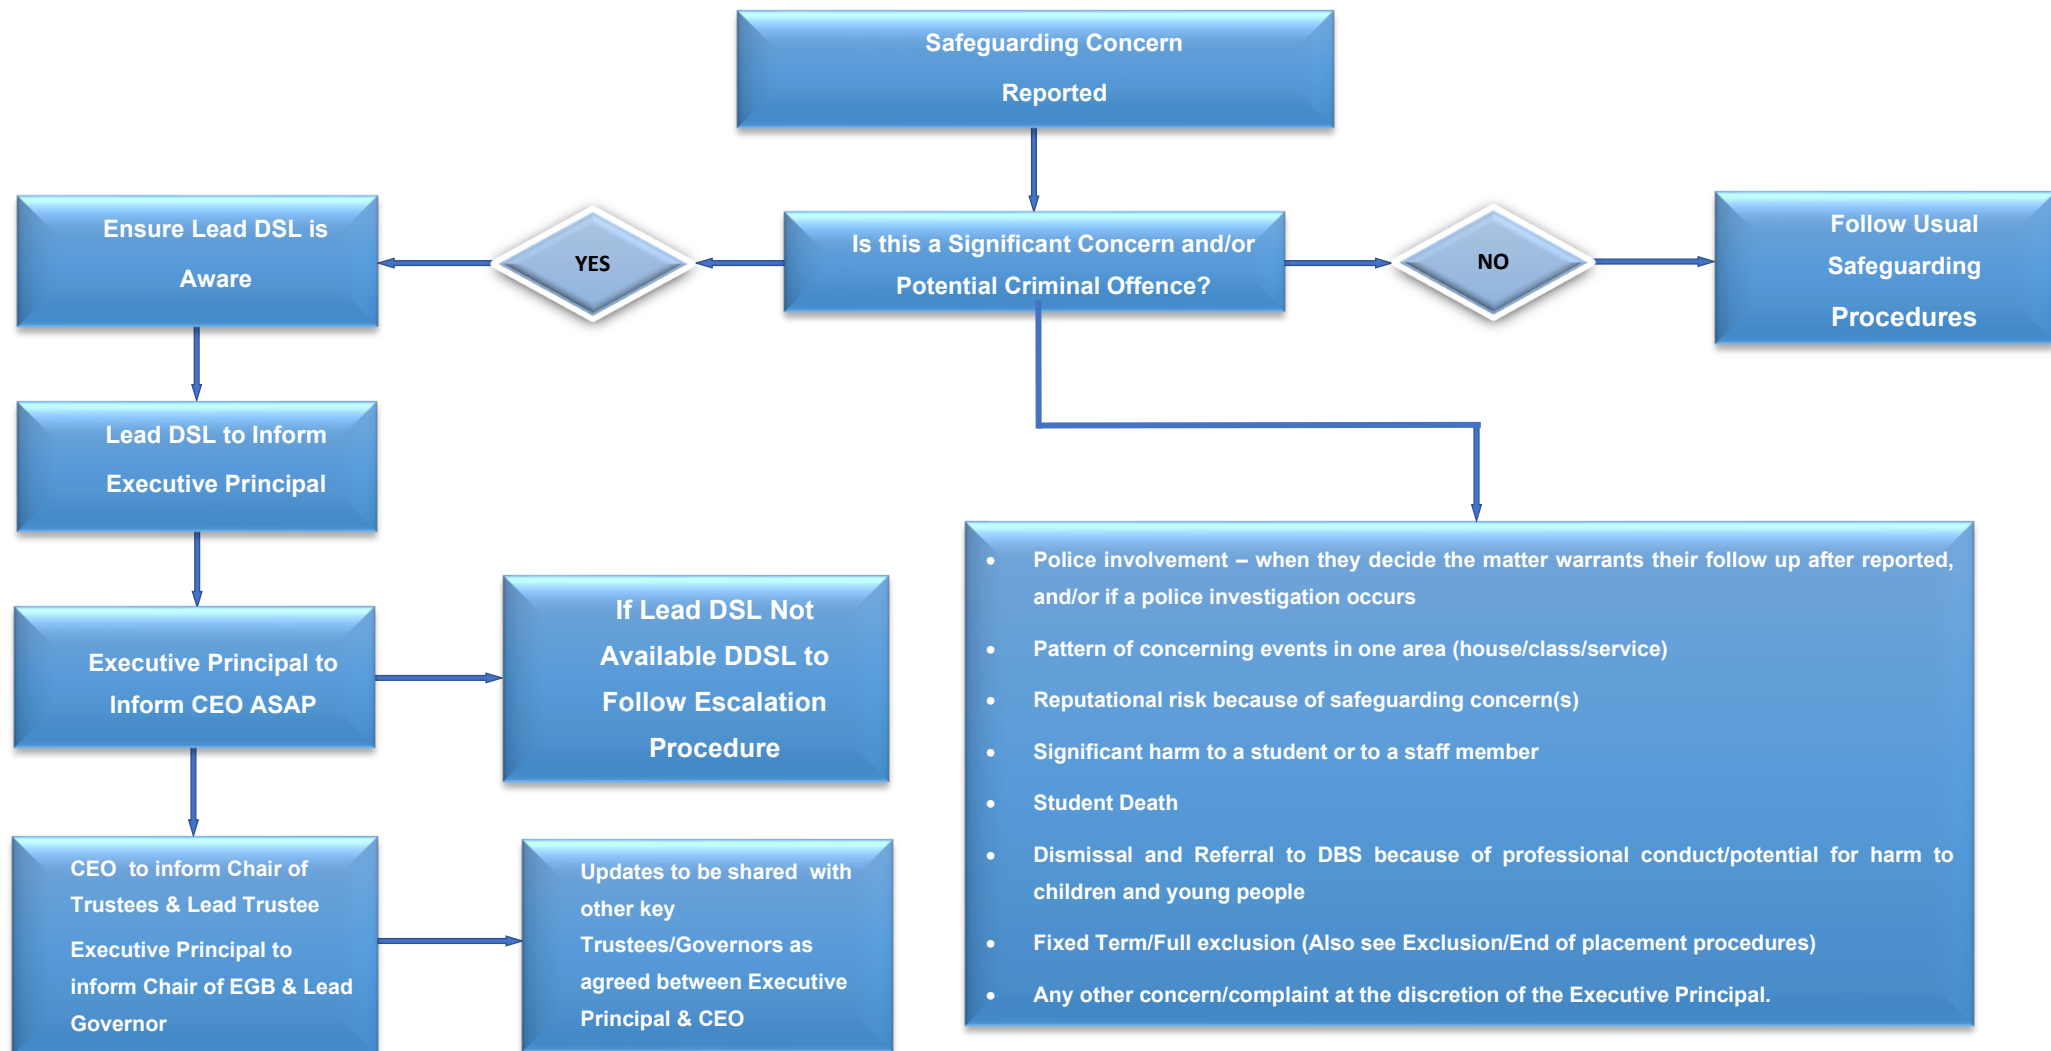 Safeguarding Concern
Reported
Ensure Lead DSL is
Aware
YES
Is this a Significant Concern and/or
Potential Criminal Offence?
NO
Follow Usual
Safeguarding
Procedures
Lead DSL to Inform
Executive Principal
Executive Principal to
Inform CEO ASAP
If Lead DSL Not
Available DDSL to
Follow Escalation
Procedure
CEO to inform Chair of
Trustees & Lead Trustee
Executive Principal to
inform Chair of EGB & Lead
Governor
Updates to be shared with
other key
Trustees/Governors as
agreed between Executive
Principal & CEO
• Police involvement – when they decide the matter warrants their follow up after reported,
and/or if a police investigation occurs
• Pattern of concerning events in one area (house/class/service)
• Reputational risk because of safeguarding concern(s)
• Significant harm to a student or to a staff member
• Student Death
• Dismissal and Referral to DBS because of professional conduct/potential for harm to
children and young people
• Fixed Term/Full exclusion (Also see Exclusion/End of placement procedures)
• Any other concern/complaint at the discretion of the Executive Principal.